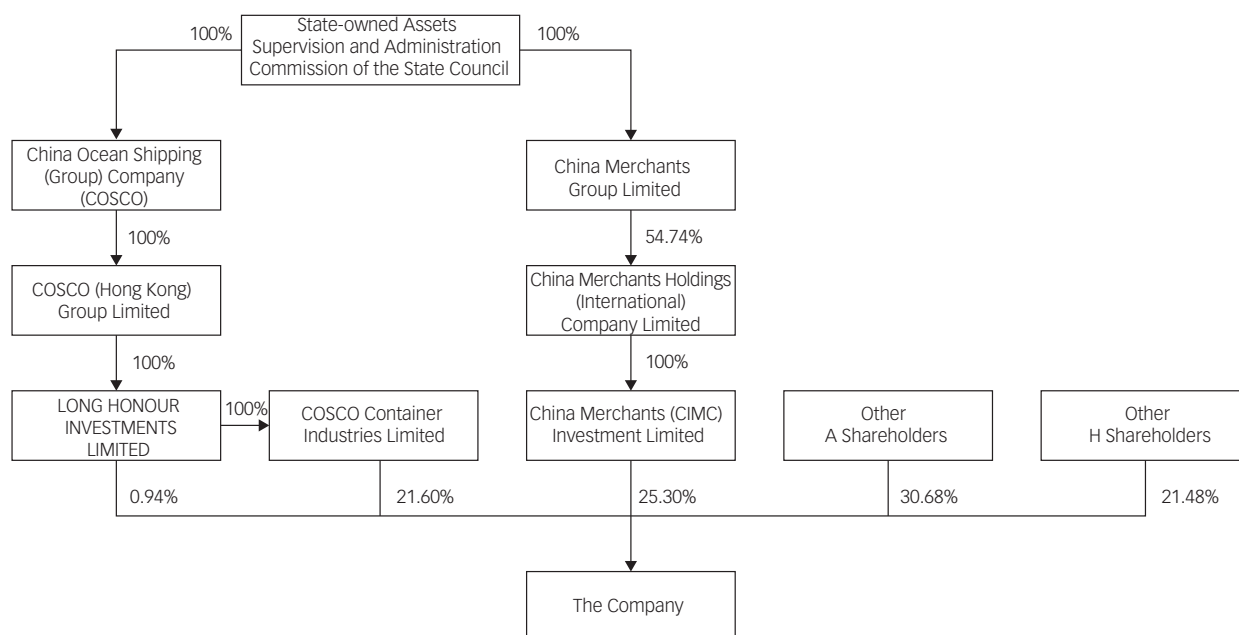 State-owned Assets
Supervision and Administration
Commission of the State Council
100%
100%
China Ocean Shipping
(Group) Company
(COSCO)
China Merchants
Group Limited
100%
54.74%
COSCO (Hong Kong)
Group Limited
China Merchants Holdings
(International)
Company Limited
100%
100%
LONG HONOUR
INVESTMENTS
LIMITED
100%
COSCO Container
Industries Limited
China Merchants (CIMC)
Investment Limited
Other
A Shareholders
Other
H Shareholders
0.94%
21.60%
25.30%
30.68%
21.48%
The Company